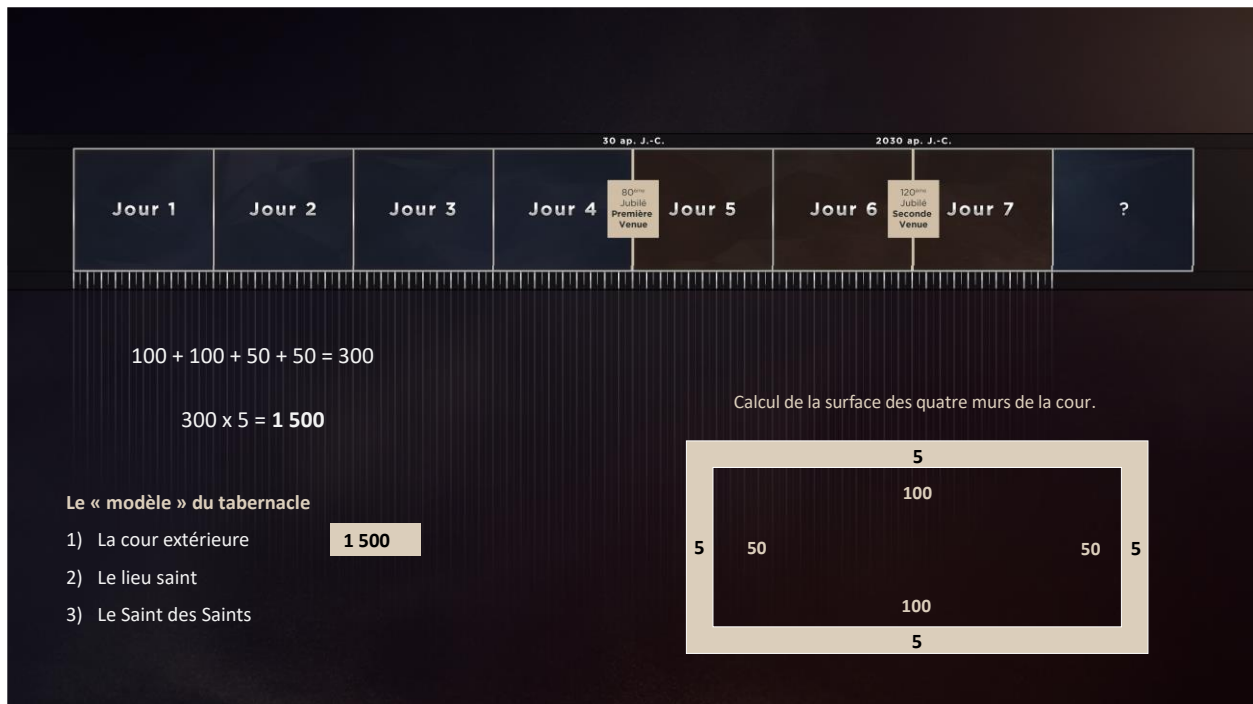 30 ap. J.-C.
2030 ap. J.-C.
Jour 1
Jour 2
Jour 3
Jour 4
80ème
Jubilé
Première
Venue
Jour 5
Jour 6
120ème
Jubilé
Seconde
Venue
Jour 7
?
100 + 100 + 50 + 50 = 300
300 x 5 = 1 500
Le « modèle » du tabernacle
1) La cour extérieure
1 500
2) Le lieu saint
3) Le Saint des Saints
Calcul de la surface des quatre murs de la cour.
5
100
5
50
50
5
100
5